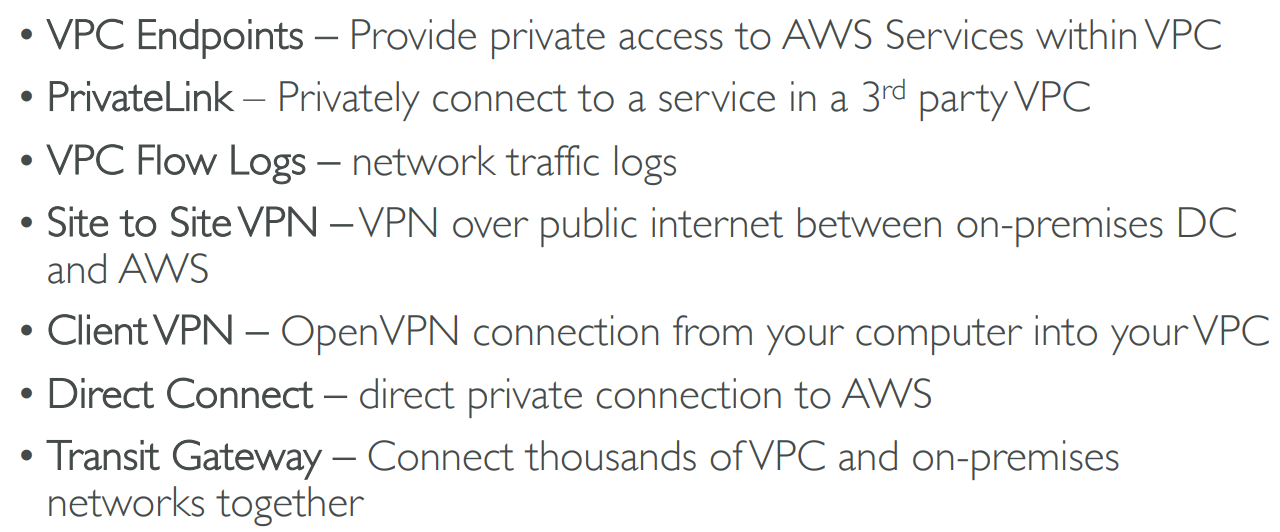 • VPC Endpoints – Provide private access to AWS Services within VPC
• PrivateLink – Privately connect to a service in a 3rd party VPC
• VPC Flow Logs – network traffic logs
• Site to Site VPN – VPN over public internet between on-premises DC
and AWS
• Client VPN – OpenVPN connection from your computer into your VPC
• Direct Connect – direct private connection to AWS
• Transit Gateway – Connect thousands of VPC and on-premises
networks together